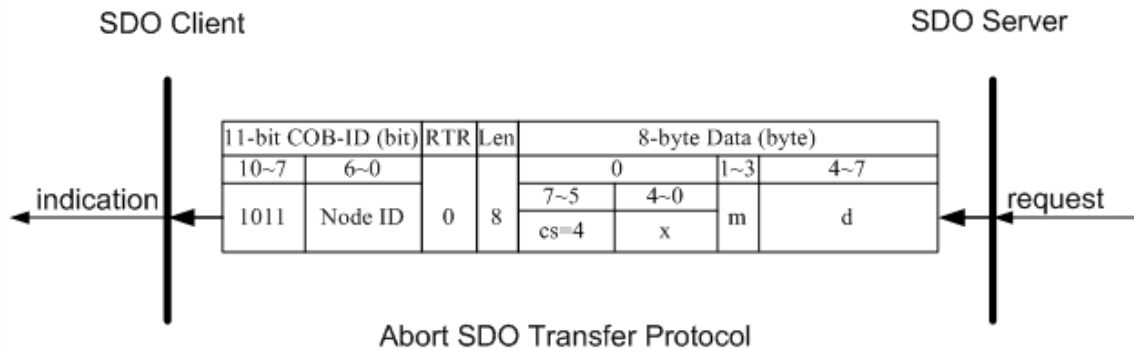 SDO Client
SDO Server
11-bit COB-ID (bit) RTR Len 8-byte Data (byte)
10~7 6~0 0 1~3 4~7
indication 1011 Node ID 0 8 7~5 4~0 m d request
cs=4 x
Abort SDO Transfer Protocol